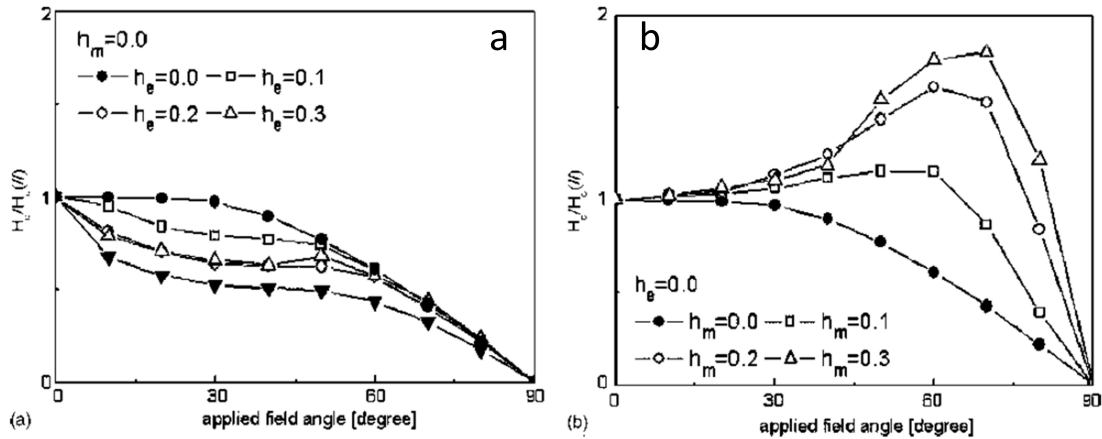 a
2
h_m=0.0
h_e=0.0 h_e=0.1
h_e=0.2 h_e=0.3
H_c/H_c(//)
1
0
0 30 60 90
applied field angle [degree]
(a)
b
2
H_c/H_c(//)
1
h_e=0.0
h_m=0.0 h_m=0.1
h_m=0.2 h_m=0.3
0
0 30 60 90
applied field angle [degree]
(b)